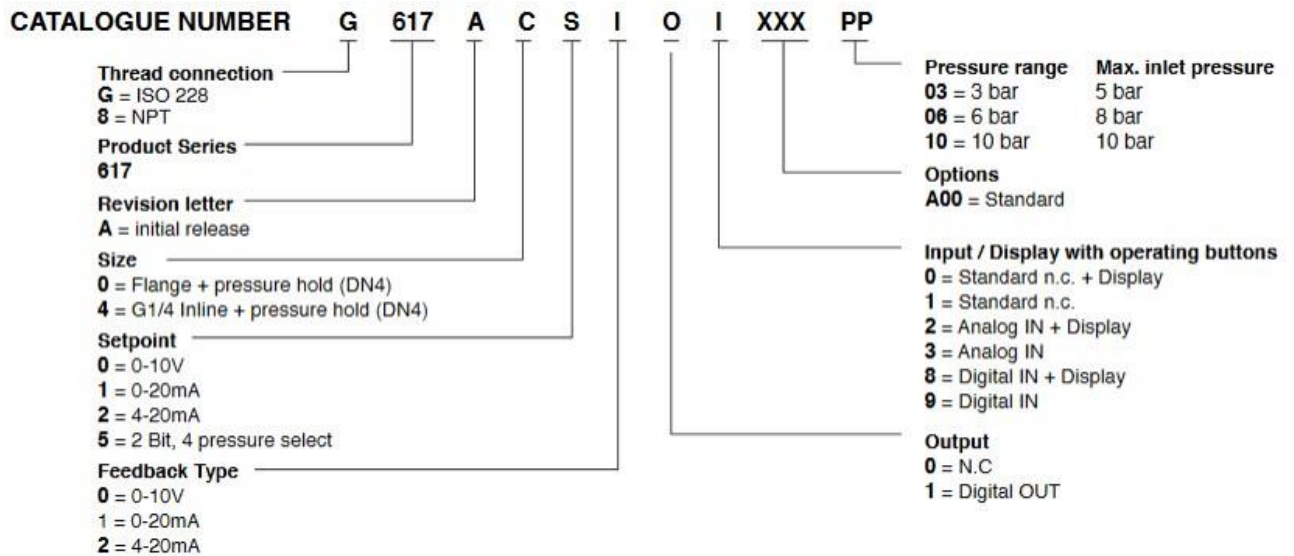 CATALOGUE NUMBER G 617 A C S I O I XXX PP
Thread connection
G = ISO 228
8 = NPT
Product Series
617
Revision letter
A = initial release
Size
0 = Flange + pressure hold (DN4)
4 = G1/4 Inline + pressure hold (DN4)
Setpoint
0 = 0-10V
1 = 0-20mA
2 = 4-20mA
5 = 2 Bit, 4 pressure select
Feedback Type
0 = 0-10V
1 = 0-20mA
2 = 4-20mA
Pressure range Max. inlet pressure
03 = 3 bar 5 bar
06 = 6 bar 8 bar
10 = 10 bar 10 bar
Options
A00 = Standard
Input / Display with operating buttons
0 = Standard n.c. + Display
1 = Standard n.c.
2 = Analog IN + Display
3 = Analog IN
8 = Digital IN + Display
9 = Digital IN
Output
0 = N.C
1 = Digital OUT